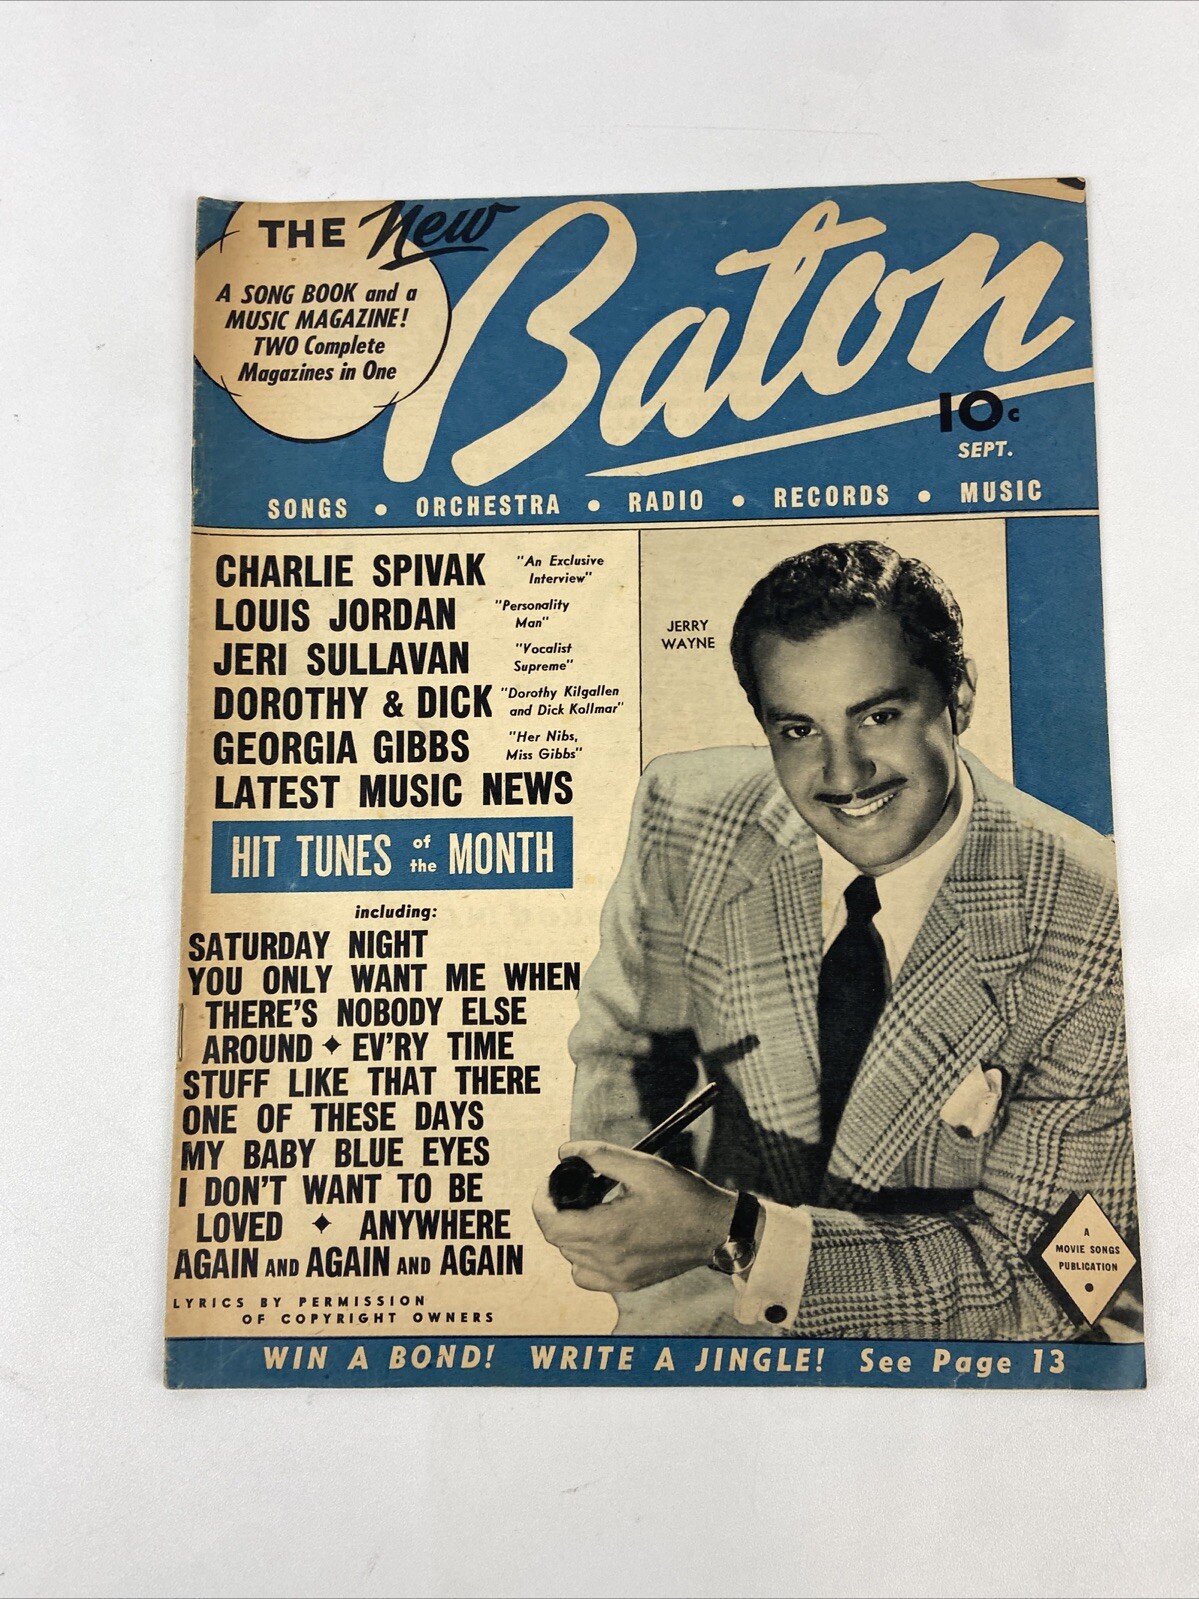 THE New Baton
A SONG BOOK and a
MUSIC MAGAZINE!
TWO Complete
Magazines in One
10c
SEPT.
SONGS • ORCHESTRA • RADIO • RECORDS • MUSIC
CHARLIE SPIVAK "An Exclusive
Interview"
LOUIS JORDAN "Personality
Man"
JERI SULLAVAN "Vocalist
Supreme"
DOROTHY & DICK "Dorothy Kilgallen
and Dick Kollmar"
GEORGIA GIBBS "Her Nibs,
Miss Gibbs"
LATEST MUSIC NEWS
JERRY
WAYNE
HIT TUNES of the MONTH
including:
SATURDAY NIGHT
YOU ONLY WANT ME WHEN
THERE'S NOBODY ELSE
AROUND ✦ EV'RY TIME
STUFF LIKE THAT THERE
ONE OF THESE DAYS
MY BABY BLUE EYES
I DON'T WANT TO BE
LOVED ✦ ANYWHERE
AGAIN AND AGAIN AND AGAIN
LYRICS BY PERMISSION
OF COPYRIGHT OWNERS
A
MOVIE SONGS
PUBLICATION
•
WIN A BOND! WRITE A JINGLE! See Page 13